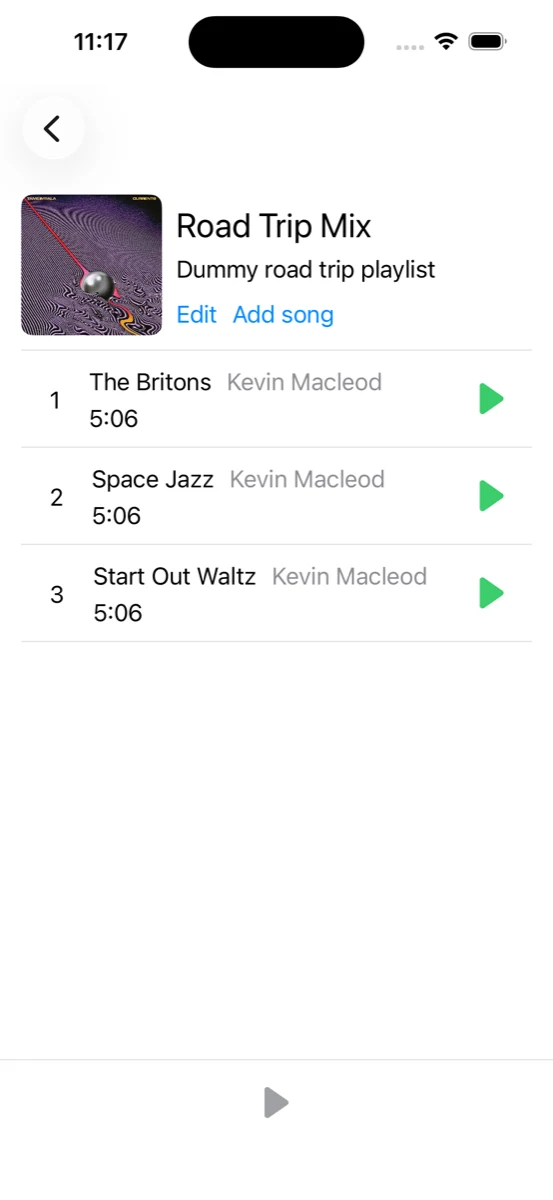 11:17
Road Trip Mix
Dummy road trip playlist
Edit Add song
1 The Britons Kevin Macleod
5:06
2 Space Jazz Kevin Macleod
5:06
3 Start Out Waltz Kevin Macleod
5:06